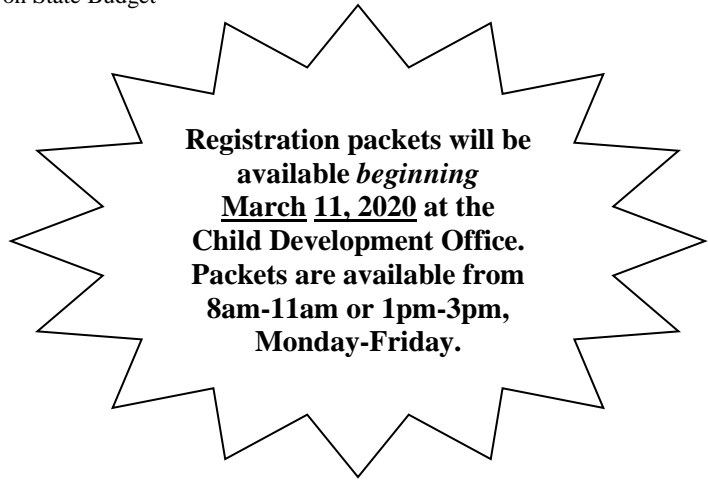 on State Budget
Registration packets will be
available beginning
March 11, 2020 at the
Child Development Office.
Packets are available from
8am-11am or 1pm-3pm,
Monday-Friday.